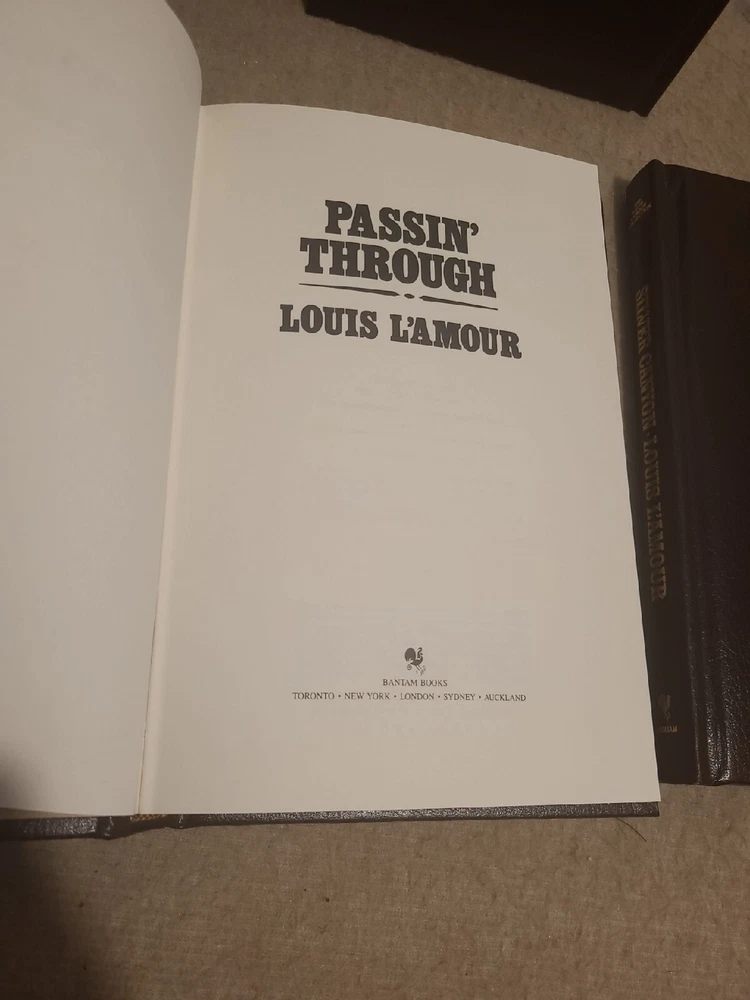 PASSIN'
THROUGH
LOUIS L'AMOUR
BANTAM BOOKS
TORONTO • NEW YORK • LONDON • SYDNEY • AUCKLAND
SILVER CANYON • LOUIS L'AMOUR